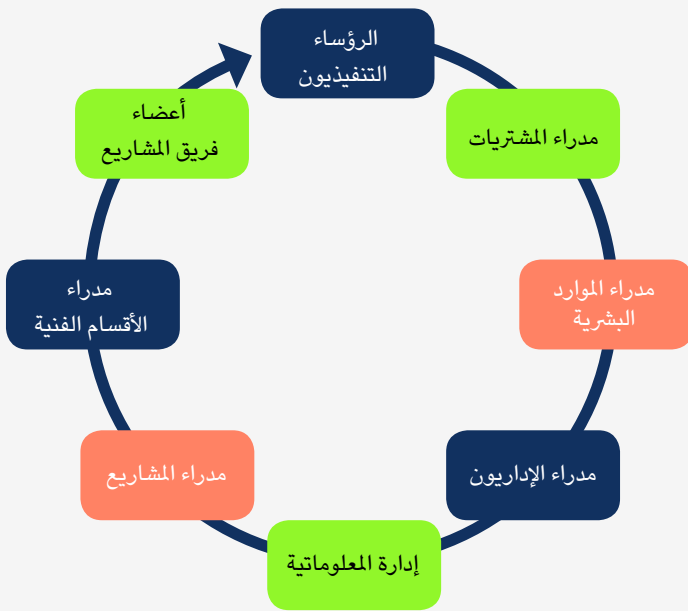 الرؤساء
التنفيذيون
مدراء المشتريات
مدراء الموارد
البشرية
مدراء الإداريون
إدارة المعلوماتية
مدراء المشاريع
مدراء
الأقسام الفنية
أعضاء
فريق المشاريع